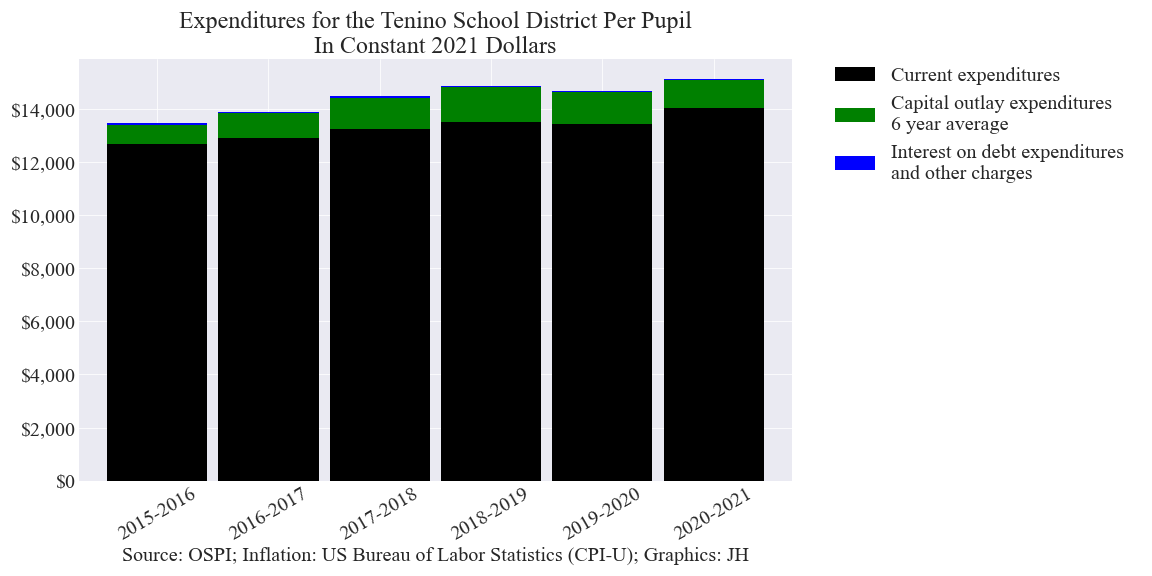 Expenditures for the Tenino School District Per Pupil
In Constant 2021 Dollars
Current expenditures
Capital outlay expenditures
6 year average
Interest on debt expenditures
and other charges
$14,000
$12,000
$10,000
$8,000
$6,000
$4,000
$2,000
$0
2015-2016
2016-2017
2017-2018
2018-2019
2019-2020
2020-2021
Source: OSPI; Inflation: US Bureau of Labor Statistics (CPI-U); Graphics: JH